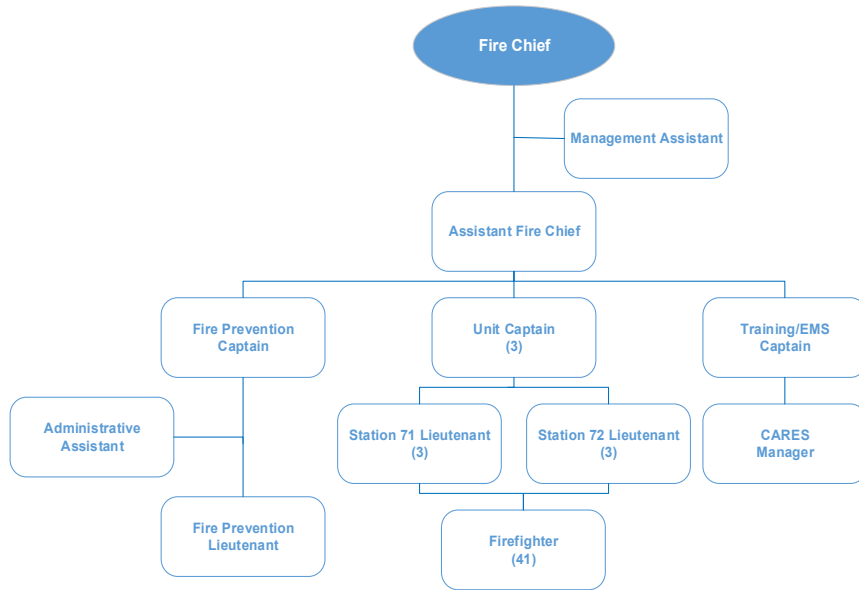 Fire Chief
Management Assistant
Assistant Fire Chief
Fire Prevention
Captain
Unit Captain
(3)
Training/EMS
Captain
Administrative
Assistant
Station 71 Lieutenant
(3)
Station 72 Lieutenant
(3)
CARES
Manager
Fire Prevention
Lieutenant
Firefighter
(41)